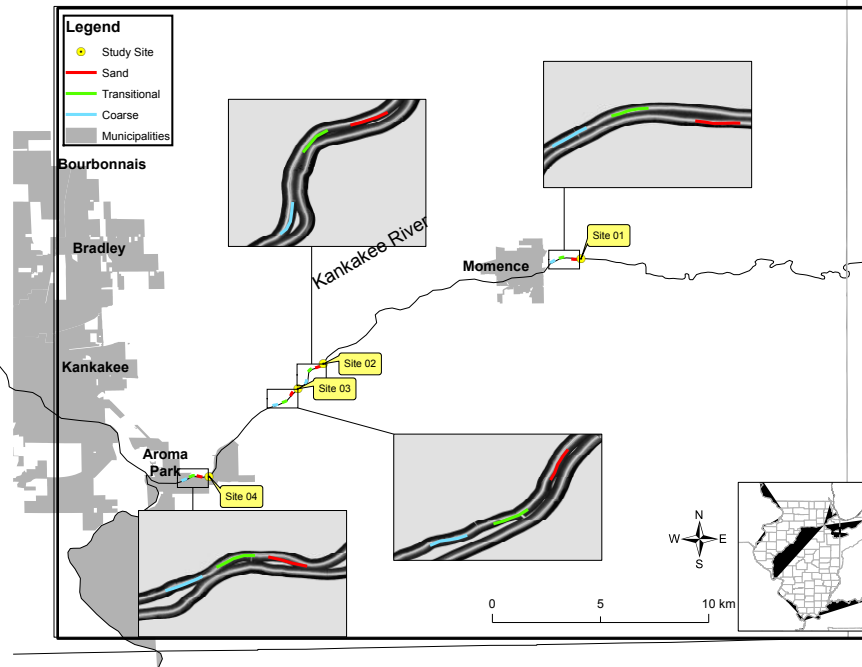 Legend
Study Site
Sand
Transitional
Coarse
Municipalities
Bourbonnais
Bradley
Kankakee River
Site 01
Momence
Kankakee
Site 02
Site 03
Aroma
Park
Site 04
N
W E
S
0 5 10 km